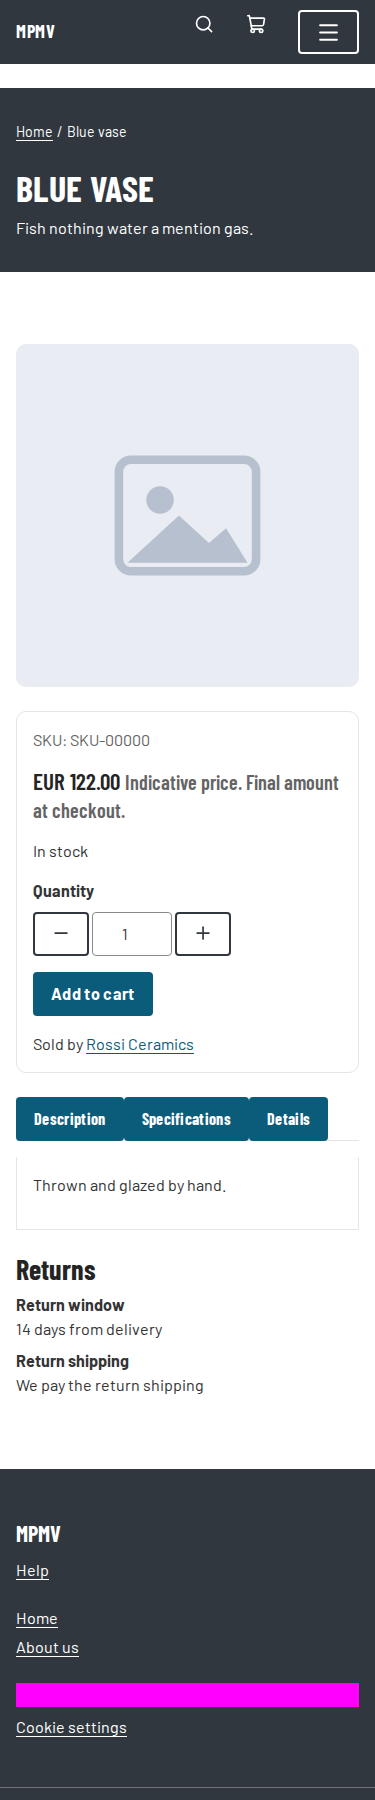 MPMV
Home / Blue vase
BLUE VASE
Fish nothing water a mention gas.
SKU: SKU-00000
EUR 122.00 Indicative price. Final amount
at checkout.
In stock
Quantity
1
Add to cart
Sold by Rossi Ceramics
Description Specifications Details
Thrown and glazed by hand.
Returns
Return window
14 days from delivery
Return shipping
We pay the return shipping
MPMV
Help
Home
About us
Cookie settings